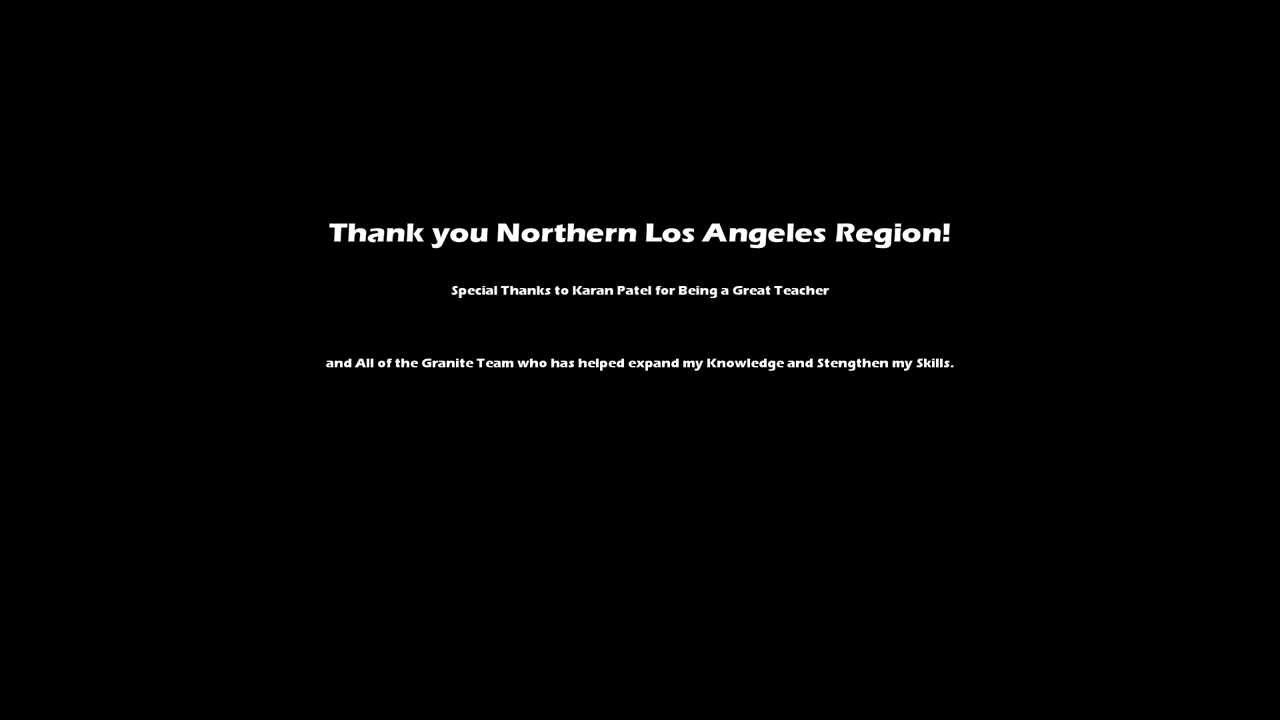 Thank you Northern Los Angeles Region!
Special Thanks to Karan Patel for Being a Great Teacher
and All of the Granite Team who has helped expand my Knowledge and Stengthen my Skills.